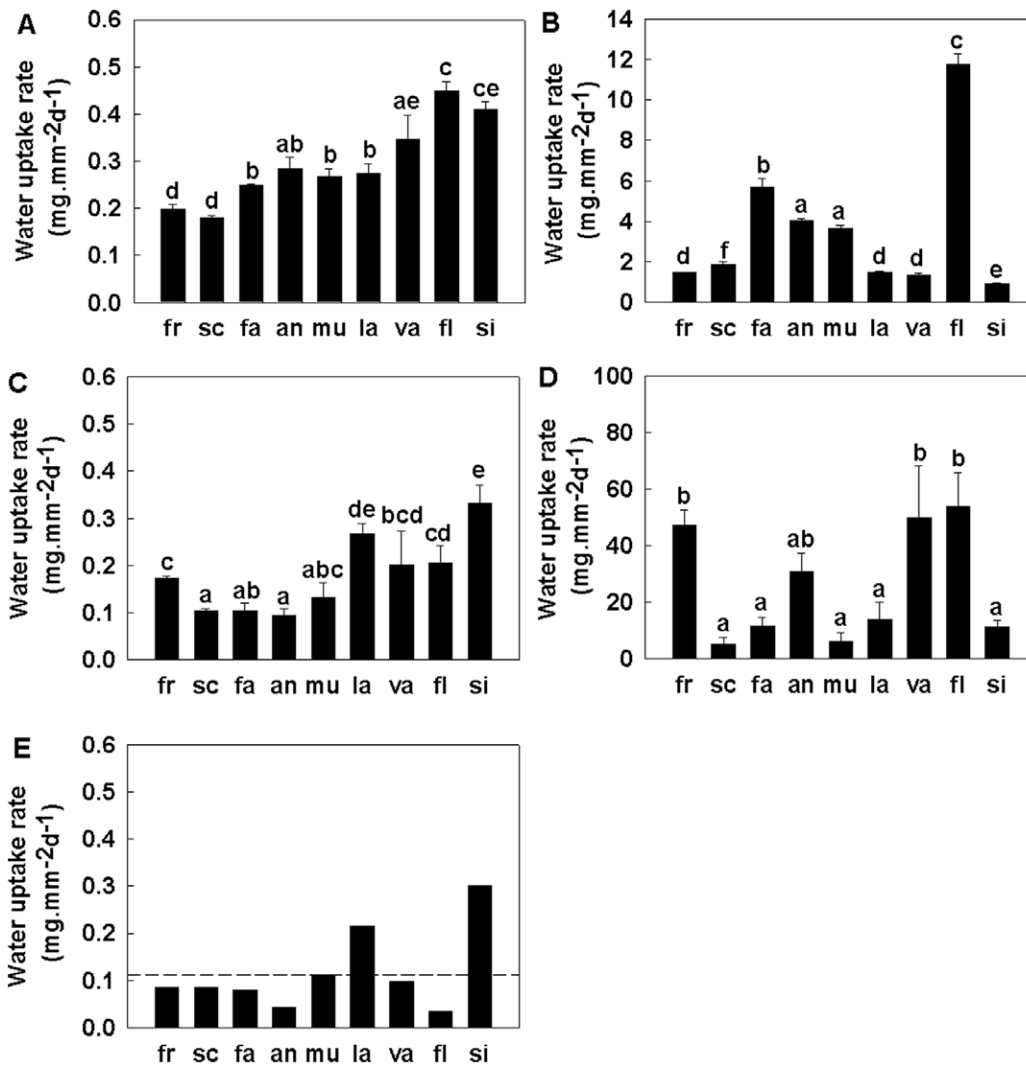 A
Water uptake rate
(mg.mm-2d-1)
0.6
0.5
0.4
0.3
0.2
0.1
0.0
d d b ab b b ae c ce
fr sc fa an mu la va fl si
B
Water uptake rate
(mg.mm-2d-1)
14
12
10
8
6
4
2
0
d f b a a d d c e
fr sc fa an mu la va fl si
C
Water uptake rate
(mg.mm-2d-1)
0.6
0.5
0.4
0.3
0.2
0.1
0.0
c a ab a abc de bcd cd e
fr sc fa an mu la va fl si
D
Water uptake rate
(mg.mm-2d-1)
100
80
60
40
20
0
b a a ab a a b b a
fr sc fa an mu la va fl si
E
Water uptake rate
(mg.mm-2d-1)
0.6
0.5
0.4
0.3
0.2
0.1
0.0
fr sc fa an mu la va fl si